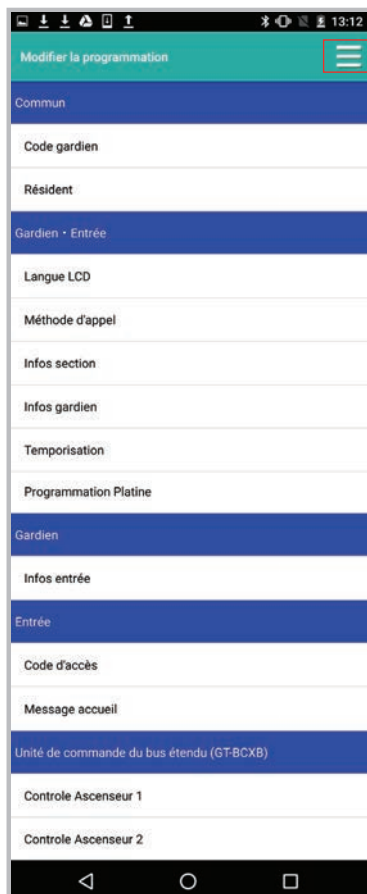 13:12
Modifier la programmation
Commun
Code gardien
Résident
Gardien・Entrée
Langue LCD
Méthode d'appel
Infos section
Infos gardien
Temporisation
Programmation Platine
Gardien
Infos entrée
Entrée
Code d'accès
Message accueil
Unité de commande du bus étendu (GT-BCXB)
Controle Ascenseur 1
Controle Ascenseur 2